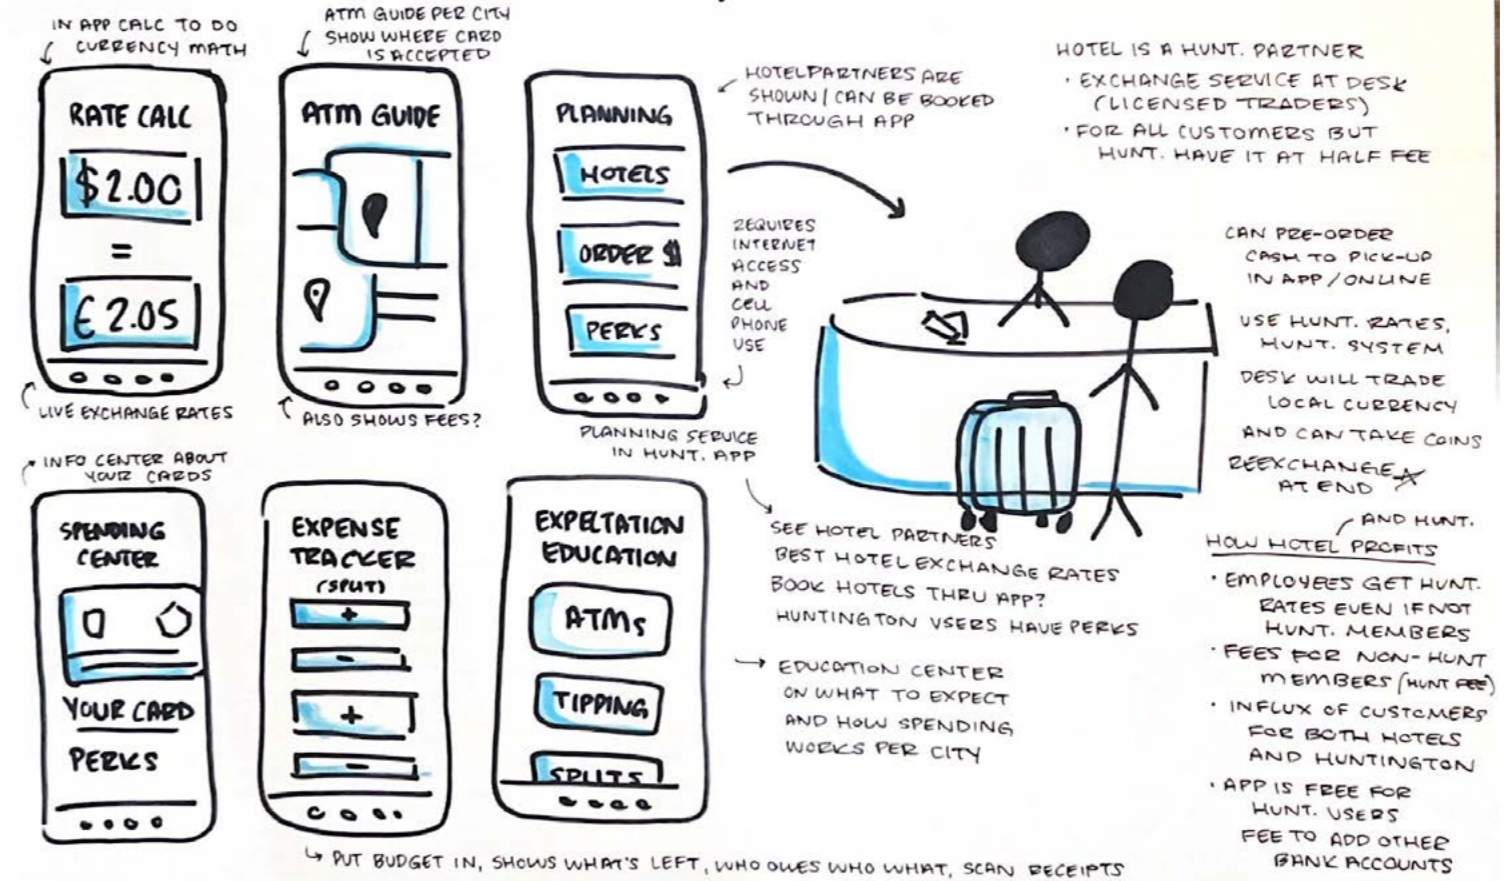 IN APP CALC TO DO
CURRENCY MATH
RATE CALC
$2.00
=
€2.05
LIVE EXCHANGE RATES
ATM GUIDE PER CITY
SHOW WHERE CARD
IS ACCEPTED
ATM GUIDE
ALSO SHOWS FEES?
PLANNING
HOTELS
ORDER $
PERKS
HOTEL PARTNERS ARE
SHOWN / CAN BE BOOKED
THROUGH APP
REQUIRES
INTERNET
ACCESS
AND
CELL
PHONE
USE
PLANNING SERVICE
IN HUNT. APP
HOTEL IS A HUNT. PARTNER
· EXCHANGE SERVICE AT DESK
(LICENSED TRADERS)
· FOR ALL CUSTOMERS BUT
HUNT. HAVE IT AT HALF FEE
CAN PRE-ORDER
CASH TO PICK-UP
IN APP / ONLINE
USE HUNT. RATES,
HUNT. SYSTEM
DESK WILL TRADE
LOCAL CURRENCY
AND CAN TAKE COINS
REEXCHANGE
AT END
INFO CENTER ABOUT
YOUR CARDS
SPENDING
CENTER
YOUR CARD
PERKS
EXPENSE
TRACKER
(SPLIT)
+
-
+
-
PUT BUDGET IN, SHOWS WHAT'S LEFT, WHO OWES WHO WHAT, SCAN RECEIPTS
EXPECTATION
EDUCATION
ATMs
TIPPING
SPLITS
SEE HOTEL PARTNERS
BEST HOTEL EXCHANGE RATES
BOOK HOTELS THRU APP?
HUNTINGTON USERS HAVE PERKS
EDUCATION CENTER
ON WHAT TO EXPECT
AND HOW SPENDING
WORKS PER CITY
AND HUNT.
HOW HOTEL PROFITS
· EMPLOYEES GET HUNT.
RATES EVEN IF NOT
HUNT. MEMBERS
· FEES FOR NON-HUNT
MEMBERS (HUNT FEE)
· INFLUX OF CUSTOMERS
FOR BOTH HOTELS
AND HUNTINGTON
· APP IS FREE FOR
HUNT. USERS
FEE TO ADD OTHER
BANK ACCOUNTS